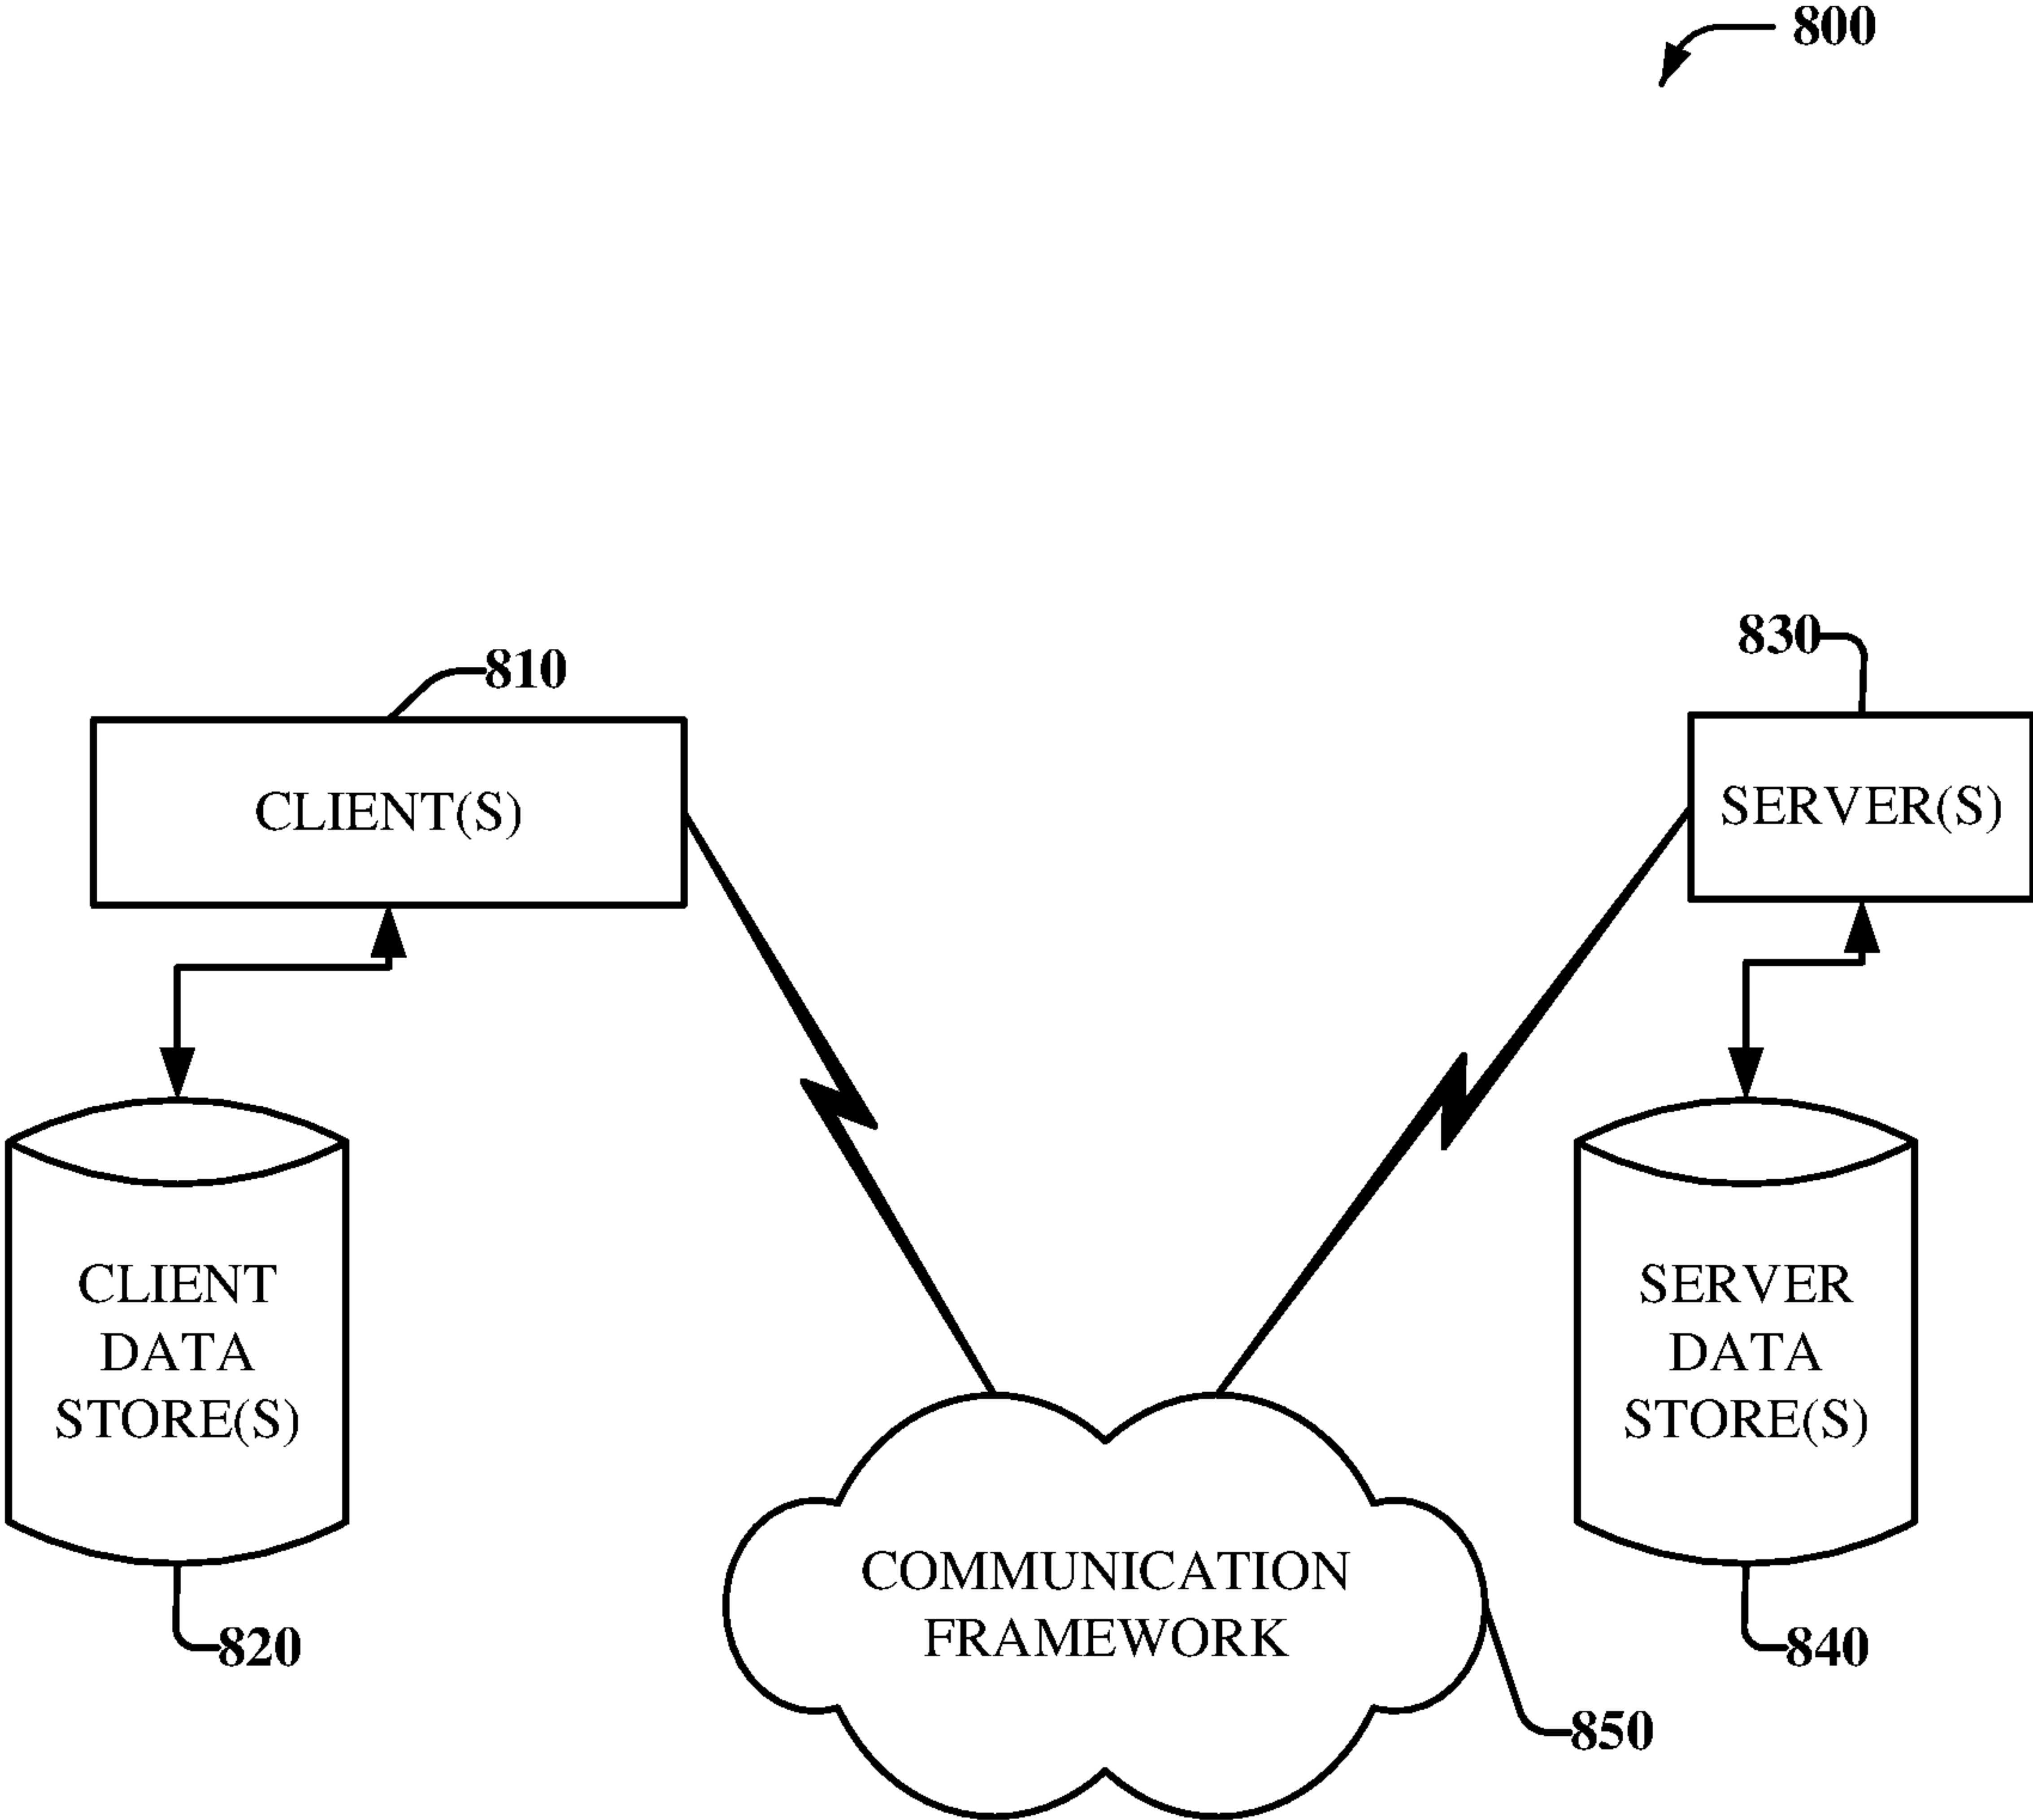 800
810
830
CLIENT(S)
SERVER(S)
CLIENT
DATA
STORE(S)
SERVER
DATA
STORE(S)
COMMUNICATION
FRAMEWORK
820
840
850